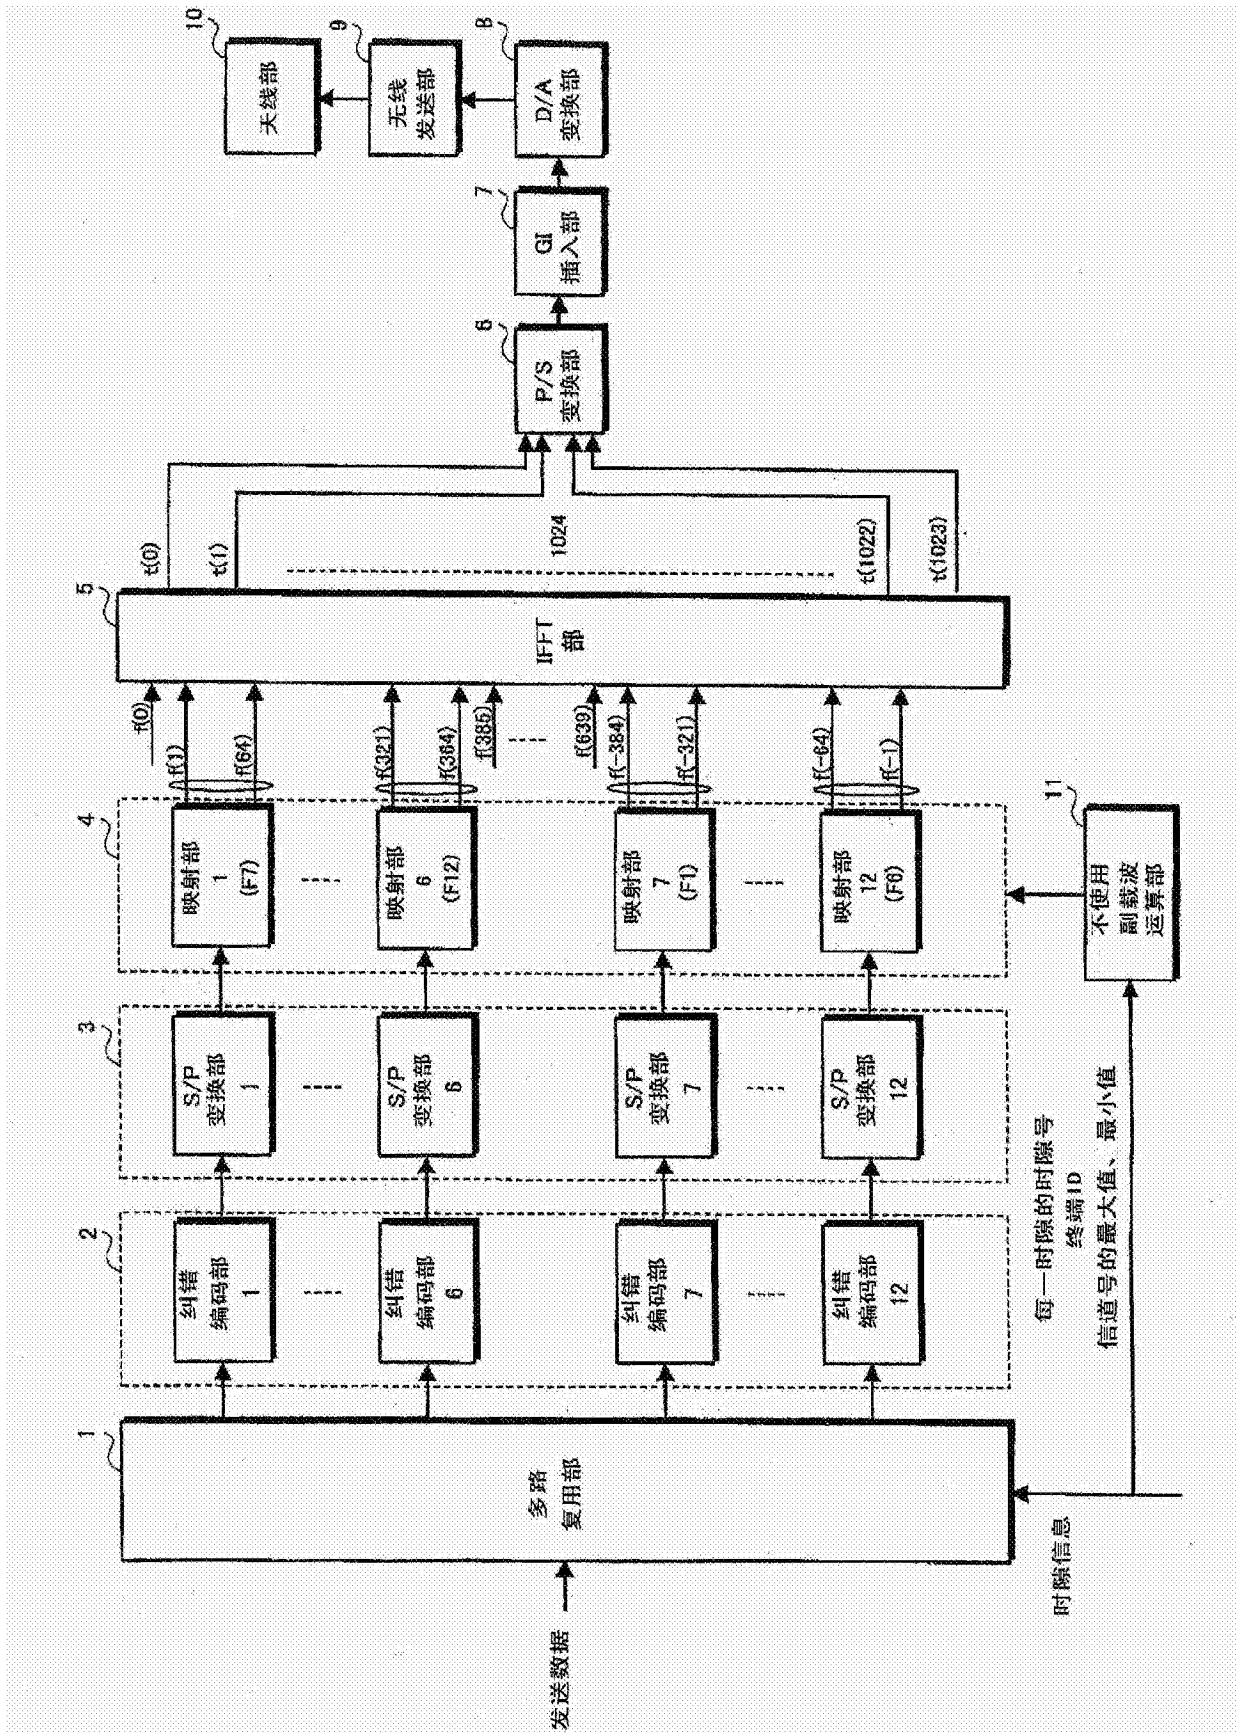 发送数据
时隙信息
1
多路
复用部
2
纠错
编码部
1
纠错
编码部
6
纠错
编码部
7
纠错
编码部
12
3
S/P
变换部
1
S/P
变换部
6
S/P
变换部
7
S/P
变换部
12
4
映射部
1
(F7)
映射部
6
(F12)
映射部
7
(F1)
映射部
12
(F6)
每一时隙的时隙号
终端ID
信道号的最大值、最小值
11
不使用
副载波
运算部
f(0)
f(1)
f(64)
f(321)
f(364)
f(385)
f(639)
f(-384)
f(-321)
f(-64)
f(-1)
5
IFFT
部
t(0)
t(1)
1024
t(1022)
t(1023)
6
P/S
变换部
7
GI
插入部
8
D/A
变换部
9
无线
发送部
10
天线部